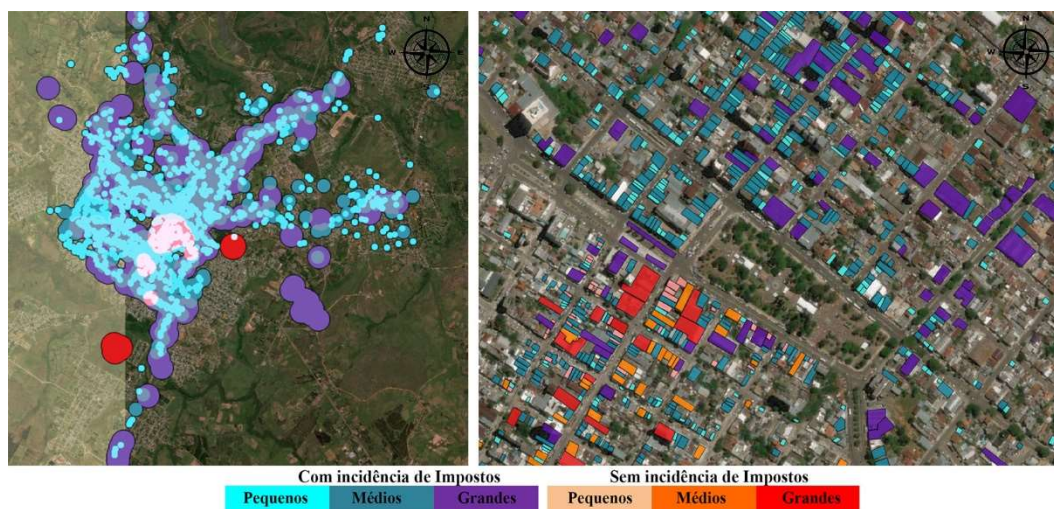 N
W
E
S
N
W
E
S
Com incidência de Impostos
Sem incidência de Impostos
Pequenos Médios Grandes
Pequenos Médios Grandes